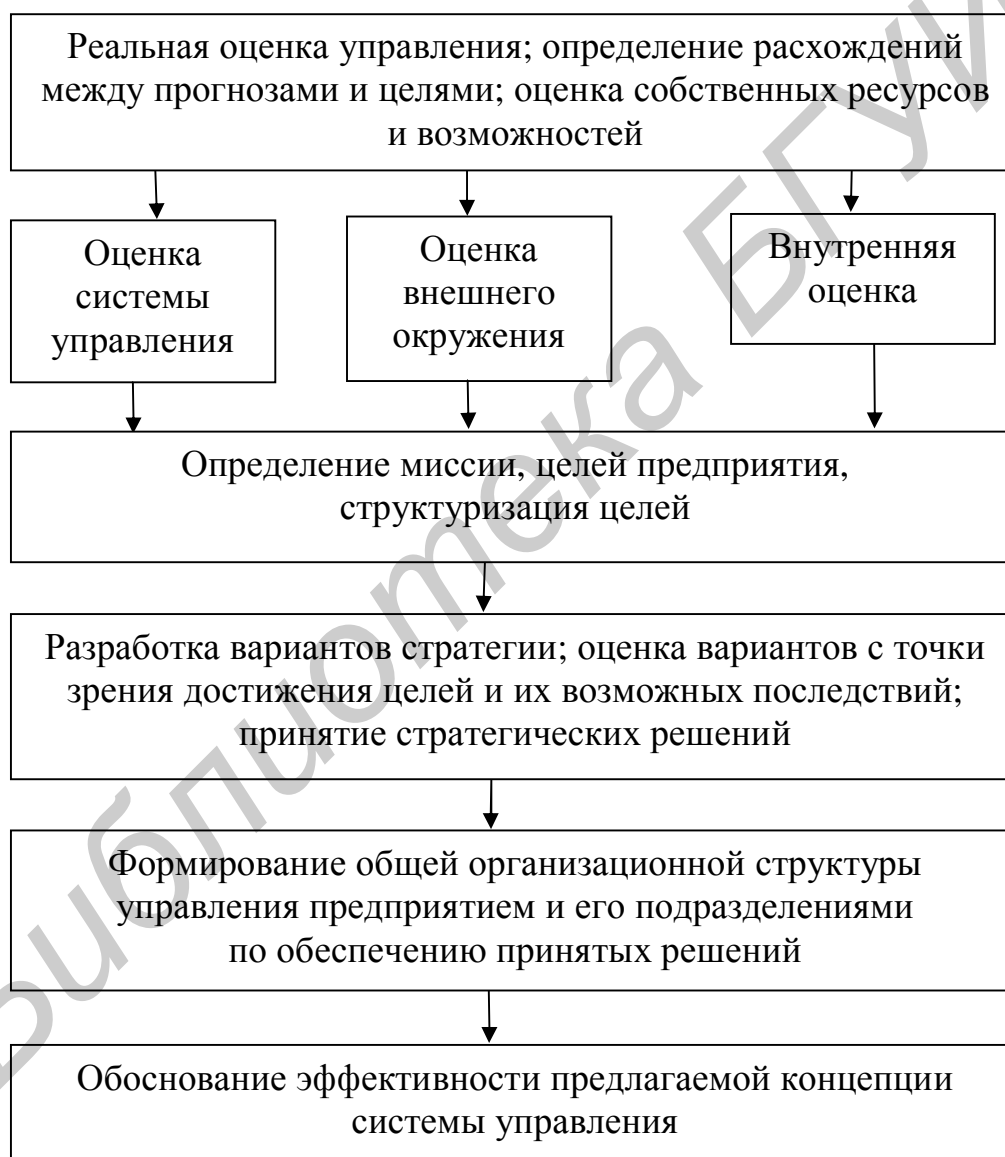 Реальная оценка управления; определение расхождений
между прогнозами и целями; оценка собственных ресурсов
и возможностей
Оценка
системы
управления
Оценка
внешнего
окружения
Внутренняя
оценка
Определение миссии, целей предприятия,
структуризация целей
Разработка вариантов стратегии; оценка вариантов с точки
зрения достижения целей и их возможных последствий;
принятие стратегических решений
Формирование общей организационной структуры
управления предприятием и его подразделениями
по обеспечению принятых решений
Обоснование эффективности предлагаемой концепции
системы управления
Библиотека